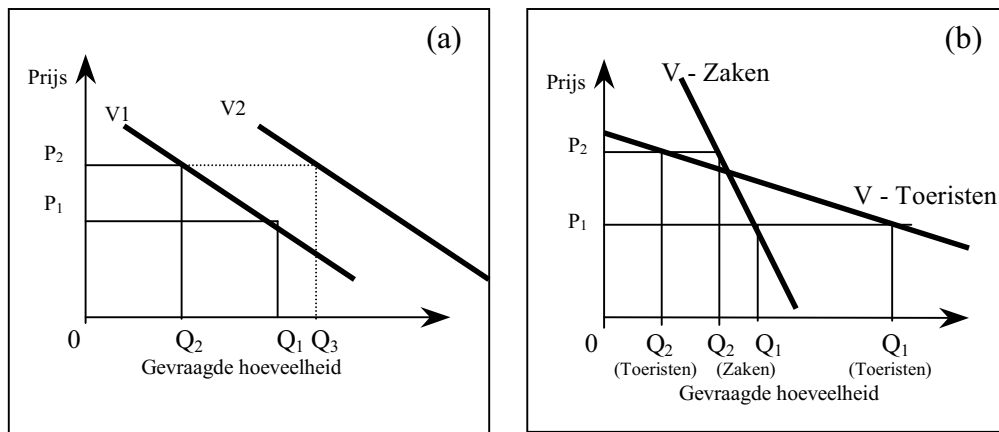 (a)
Prijs
V1
V2
P₂
P₁
0
Q₂
Q₁
Q₃
Gevraagde hoeveelheid
(b)
Prijs
V - Zaken
P₂
V - Toeristen
P₁
0
Q₂
Q₂
Q₁
Q₁
(Toeristen)
(Zaken)
(Toeristen)
Gevraagde hoeveelheid